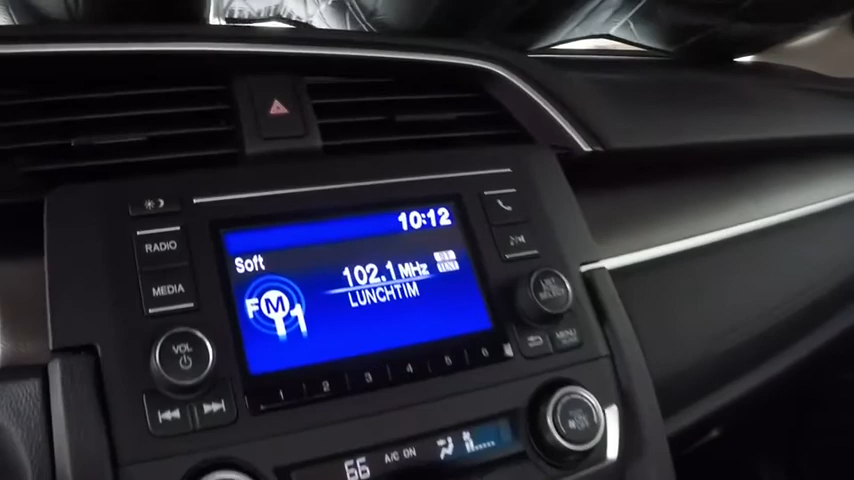 10:12
Soft
102.1 MHz
LUNCHTIM
FM1
RADIO
MEDIA
VOL
1 2 3 4 5 6
MENU
66
A/C ON